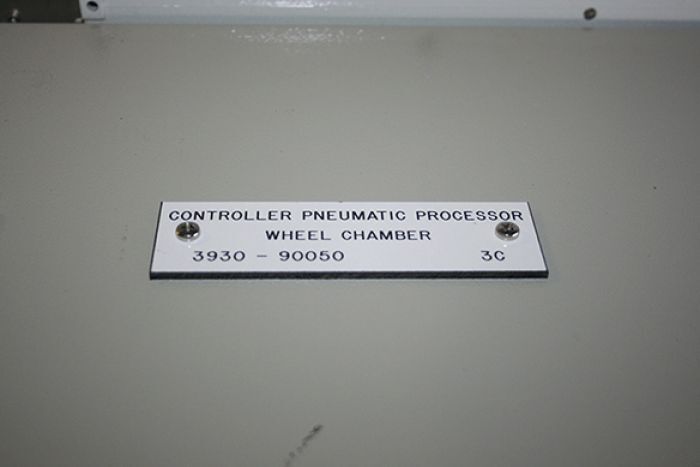 CONTROLLER PNEUMATIC PROCESSOR
WHEEL CHAMBER
3930 - 90050 3C